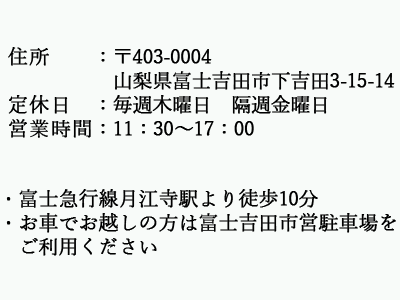 住所　　：〒403-0004
山梨県富士吉田市下吉田3-15-14
定休日　：毎週木曜日　隔週金曜日
営業時間：11：30〜17：00
・富士急行線月江寺駅より徒歩10分
・お車でお越しの方は富士吉田市営駐車場を
ご利用ください